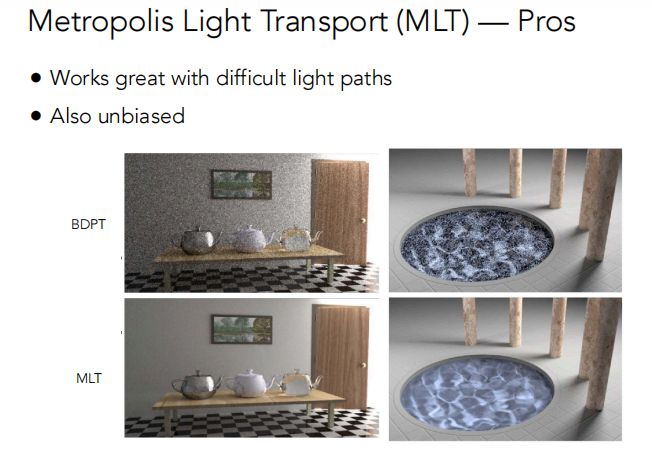 Metropolis Light Transport (MLT) — Pros
● Works great with difficult light paths
● Also unbiased
BDPT
MLT